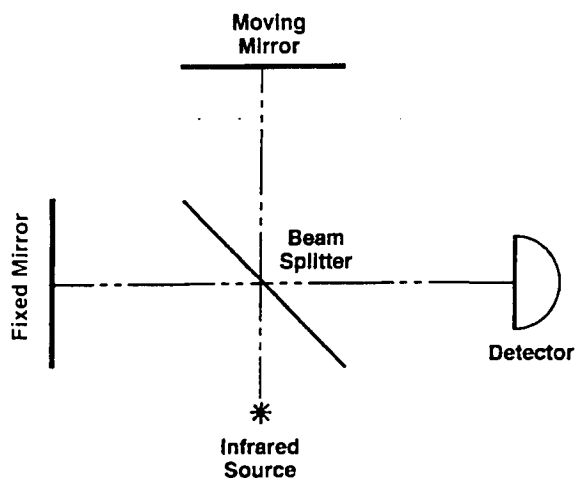 Moving
Mirror
Fixed Mirror
Beam
Splitter
Detector
Infrared
Source